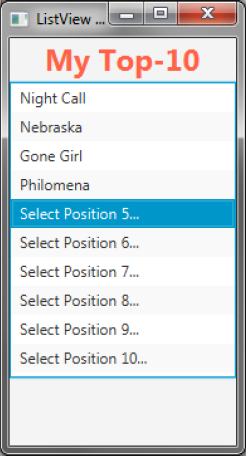 ListView ...
My Top-10
Night Call
Nebraska
Gone Girl
Philomena
Select Position 5...
Select Position 6...
Select Position 7...
Select Position 8...
Select Position 9...
Select Position 10...